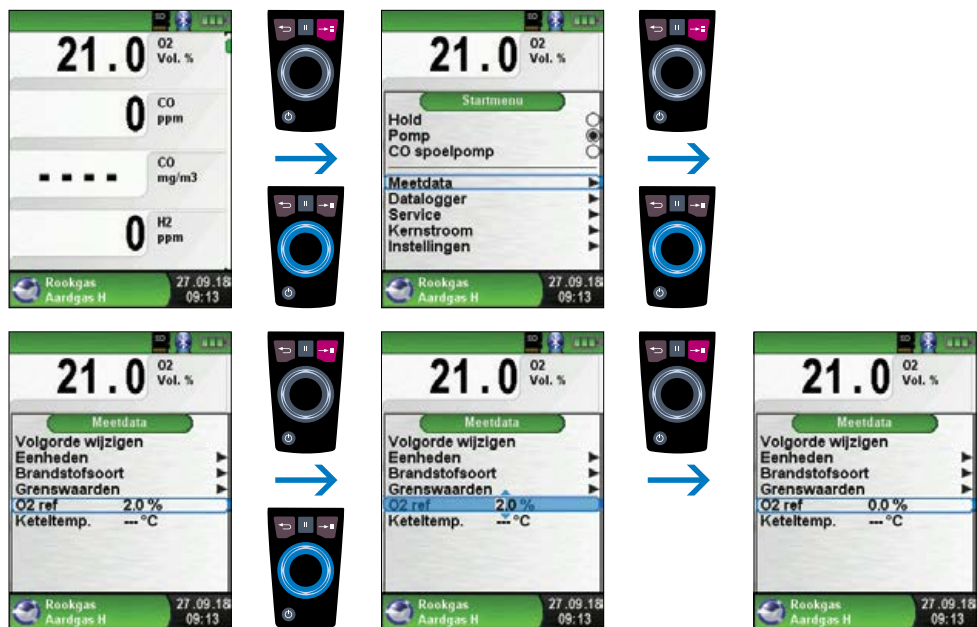 SD
21.0 O2 Vol. %
0 CO ppm
---- CO mg/m3
0 H2 ppm
Rookgas 27.09.18
Aardgas H 09:13
SD
21.0 O2 Vol. %
Startmenu
Hold
Pomp
CO spoelpomp
Meetdata
Datalogger
Service
Kernstroom
Instellingen
Rookgas 27.09.18
Aardgas H 09:13
SD
21.0 O2 Vol. %
Meetdata
Volgorde wijzigen
Eenheden
Brandstofsoort
Grenswaarden
O2 ref 2.0 %
Keteltemp. --- °C
Rookgas 27.09.18
Aardgas H 09:13
SD
21.0 O2 Vol. %
Meetdata
Volgorde wijzigen
Eenheden
Brandstofsoort
Grenswaarden
O2 ref 2.0 %
Keteltemp. --- °C
Rookgas 27.09.18
Aardgas H 09:13
SD
21.0 O2 Vol. %
Meetdata
Volgorde wijzigen
Eenheden
Brandstofsoort
Grenswaarden
O2 ref 0.0 %
Keteltemp. --- °C
Rookgas 27.09.18
Aardgas H 09:13